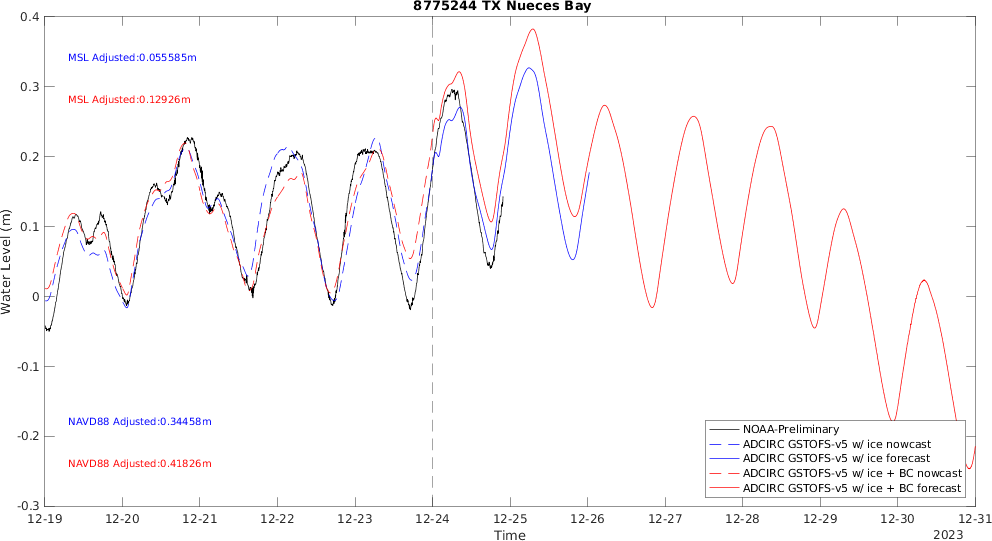 8775244 TX Nueces Bay
0.4
0.3
0.2
0.1
0
-0.1
-0.2
-0.3
Water Level (m)
MSL Adjusted:0.055585m
MSL Adjusted:0.12926m
NAVD88 Adjusted:0.34458m
NAVD88 Adjusted:0.41826m
NOAA-Preliminary
ADCIRC GSTOFS-v5 w/ ice nowcast
ADCIRC GSTOFS-v5 w/ ice forecast
ADCIRC GSTOFS-v5 w/ ice + BC nowcast
ADCIRC GSTOFS-v5 w/ ice + BC forecast
12-19 12-20 12-21 12-22 12-23 12-24 12-25 12-26 12-27 12-28 12-29 12-30 12-31
Time
2023